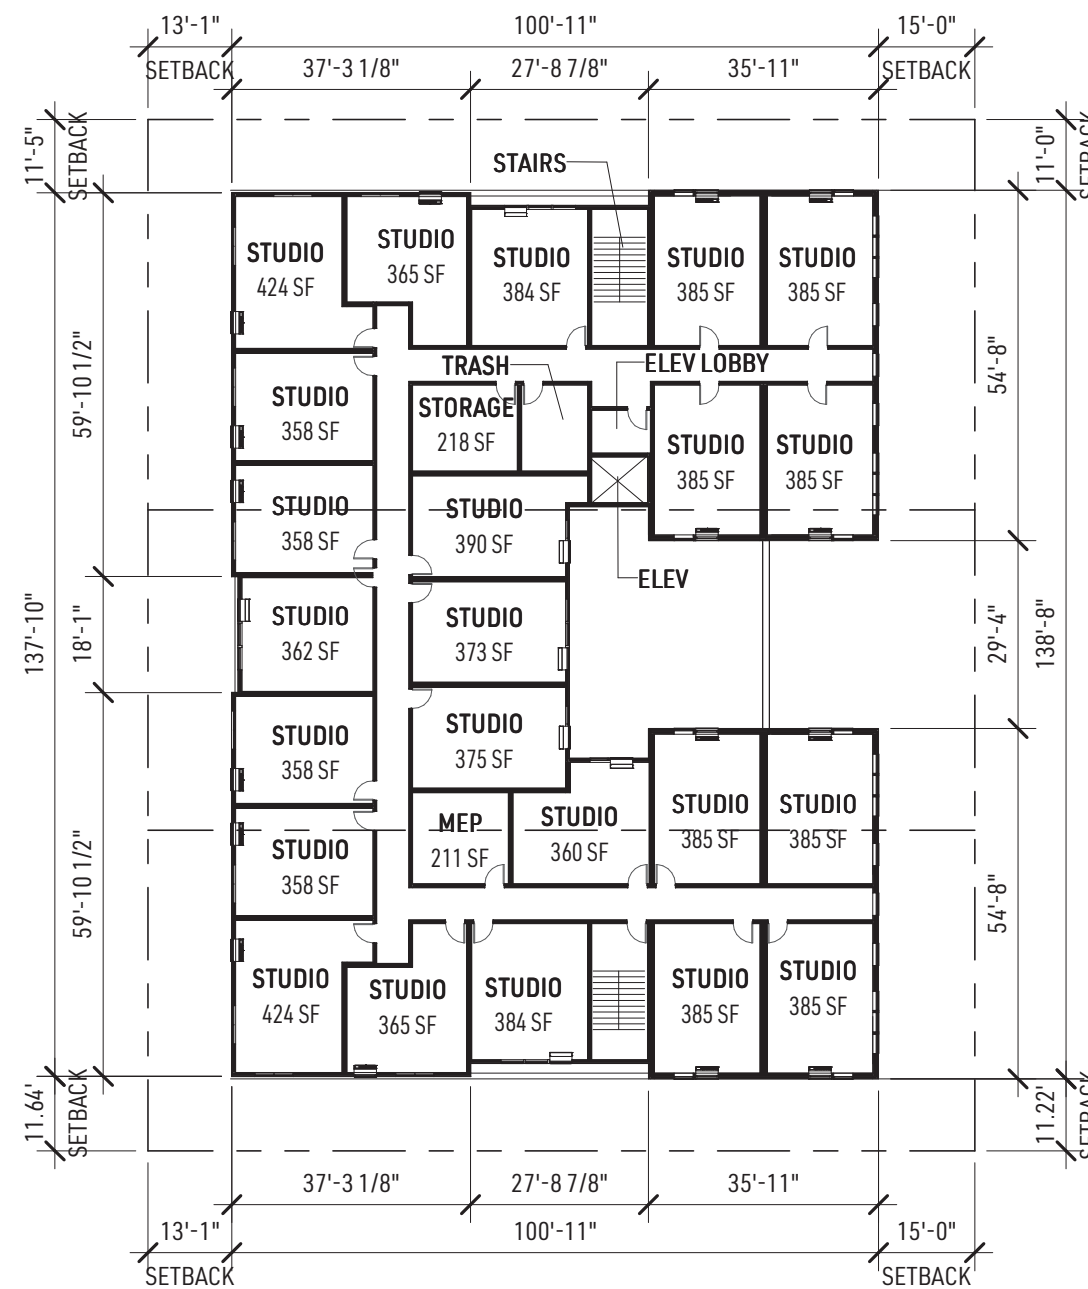 13'-1"
100'-11"
15'-0"
SETBACK
37'-3 1/8"
27'-8 7/8"
35'-11"
SETBACK
11'-5"
SETBACK
11'-0"
SETBACK
STAIRS
STUDIO
424 SF
STUDIO
365 SF
STUDIO
384 SF
STUDIO
385 SF
STUDIO
385 SF
59'-10 1/2"
54'-8"
TRASH
ELEV LOBBY
STUDIO
358 SF
STORAGE
218 SF
STUDIO
385 SF
STUDIO
385 SF
STUDIO
358 SF
STUDIO
390 SF
ELEV
137'-10"
18'-1"
STUDIO
362 SF
STUDIO
373 SF
29'-4"
138'-8"
STUDIO
358 SF
STUDIO
375 SF
STUDIO
358 SF
MEP
211 SF
STUDIO
360 SF
STUDIO
385 SF
STUDIO
385 SF
59'-10 1/2"
54'-8"
STUDIO
424 SF
STUDIO
365 SF
STUDIO
384 SF
STUDIO
385 SF
STUDIO
385 SF
11.64'
SETBACK
11.22'
SETBACK
37'-3 1/8"
27'-8 7/8"
35'-11"
13'-1"
100'-11"
15'-0"
SETBACK
SETBACK